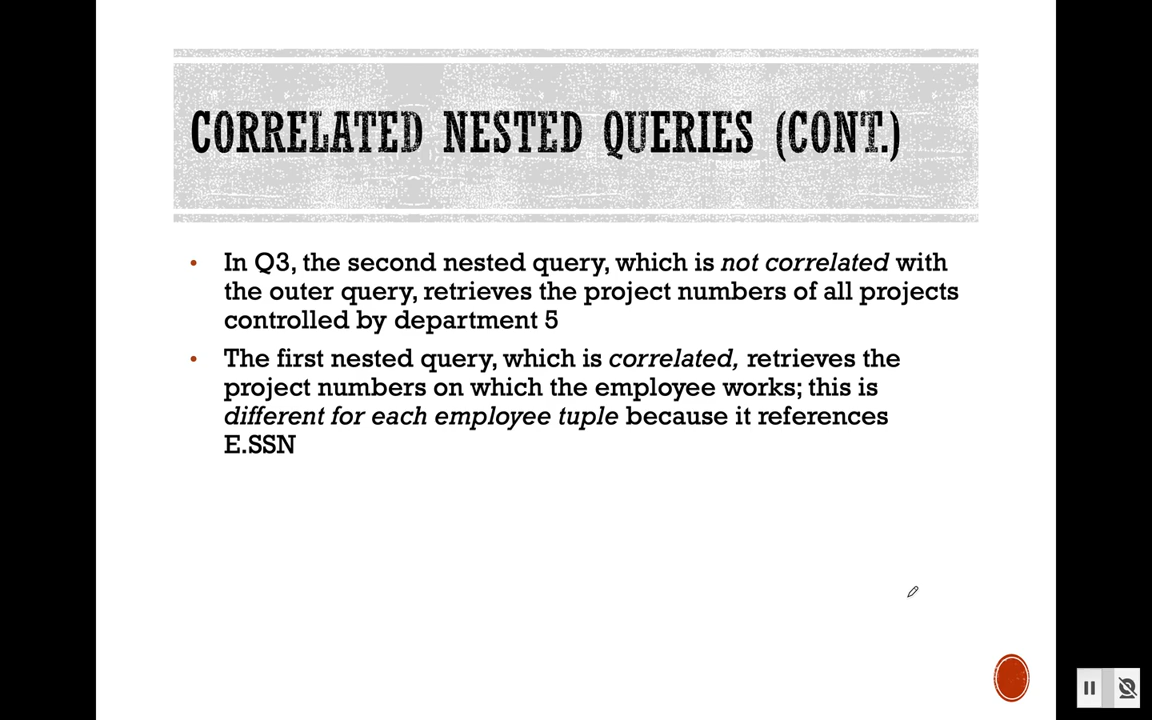 CORRELATED NESTED QUERIES (CONT.)
• In Q3, the second nested query, which is not correlated with
the outer query, retrieves the project numbers of all projects
controlled by department 5
• The first nested query, which is correlated, retrieves the
project numbers on which the employee works; this is
different for each employee tuple because it references
E.SSN